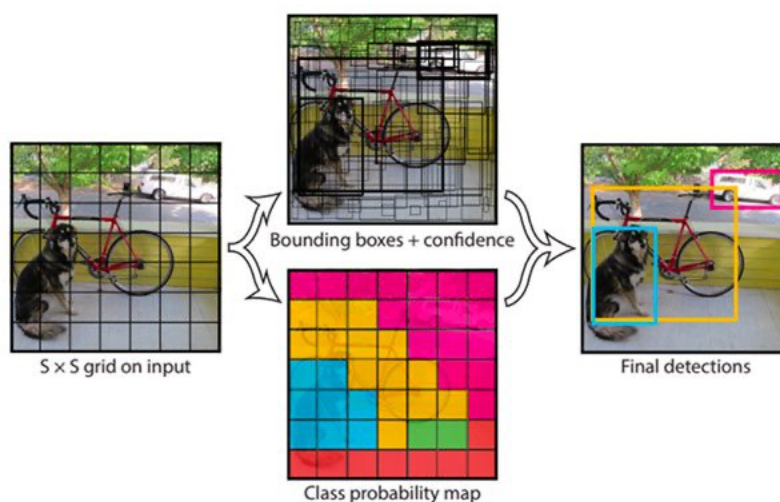 S × S grid on input
Bounding boxes + confidence
Class probability map
Final detections